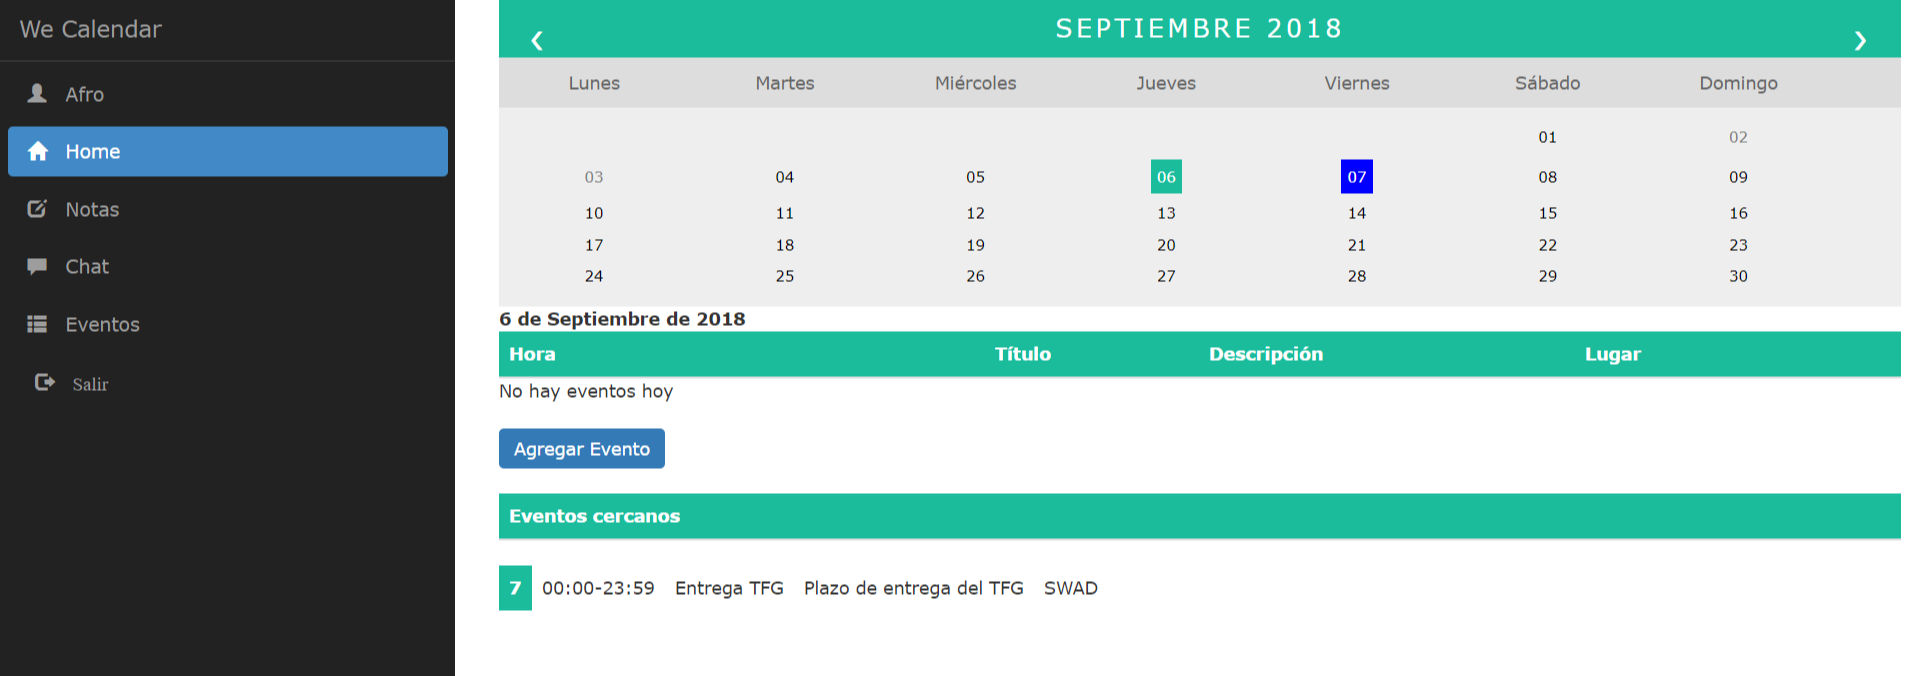 We Calendar
Afro
Home
Notas
Chat
Eventos
Salir
‹ SEPTIEMBRE 2018 ›
Lunes Martes Miércoles Jueves Viernes Sábado Domingo
01 02
03 04 05 06 07 08 09
10 11 12 13 14 15 16
17 18 19 20 21 22 23
24 25 26 27 28 29 30
6 de Septiembre de 2018
Hora Título Descripción Lugar
No hay eventos hoy
Agregar Evento
Eventos cercanos
7 00:00-23:59 Entrega TFG Plazo de entrega del TFG SWAD